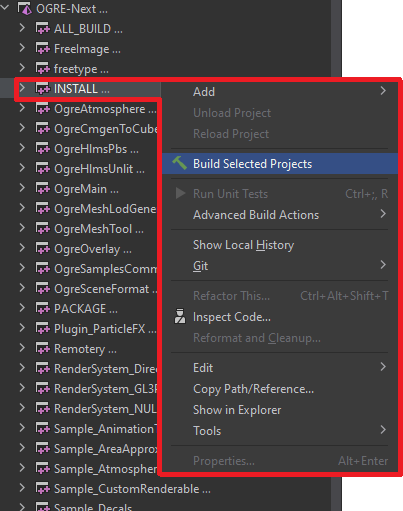 OGRE-Next ...
ALL_BUILD ...
FreeImage ...
freetype ...
INSTALL ...
OgreAtmosphere ...
OgreCmgenToCube
OgreHlmsPbs ...
OgreHlmsUnlit ...
OgreMain ...
OgreMeshLodGene
OgreMeshTool ...
OgreOverlay ...
OgreSamplesComm
OgreSceneFormat ...
PACKAGE ...
Plugin_ParticleFX ...
Remotery ...
RenderSystem_Direc
RenderSystem_GL3P
RenderSystem_NUL
Sample_AnimationT
Sample_AreaApprox
Sample_Atmosphere
Sample_CustomRenderable ...
Sample_Decals
Add
Unload Project
Reload Project
Build Selected Projects
Run Unit Tests Ctrl+;, R
Advanced Build Actions
Show Local History
Git
Refactor This... Ctrl+Alt+Shift+T
Inspect Code...
Reformat and Cleanup...
Edit
Copy Path/Reference...
Show in Explorer
Tools
Properties... Alt+Enter